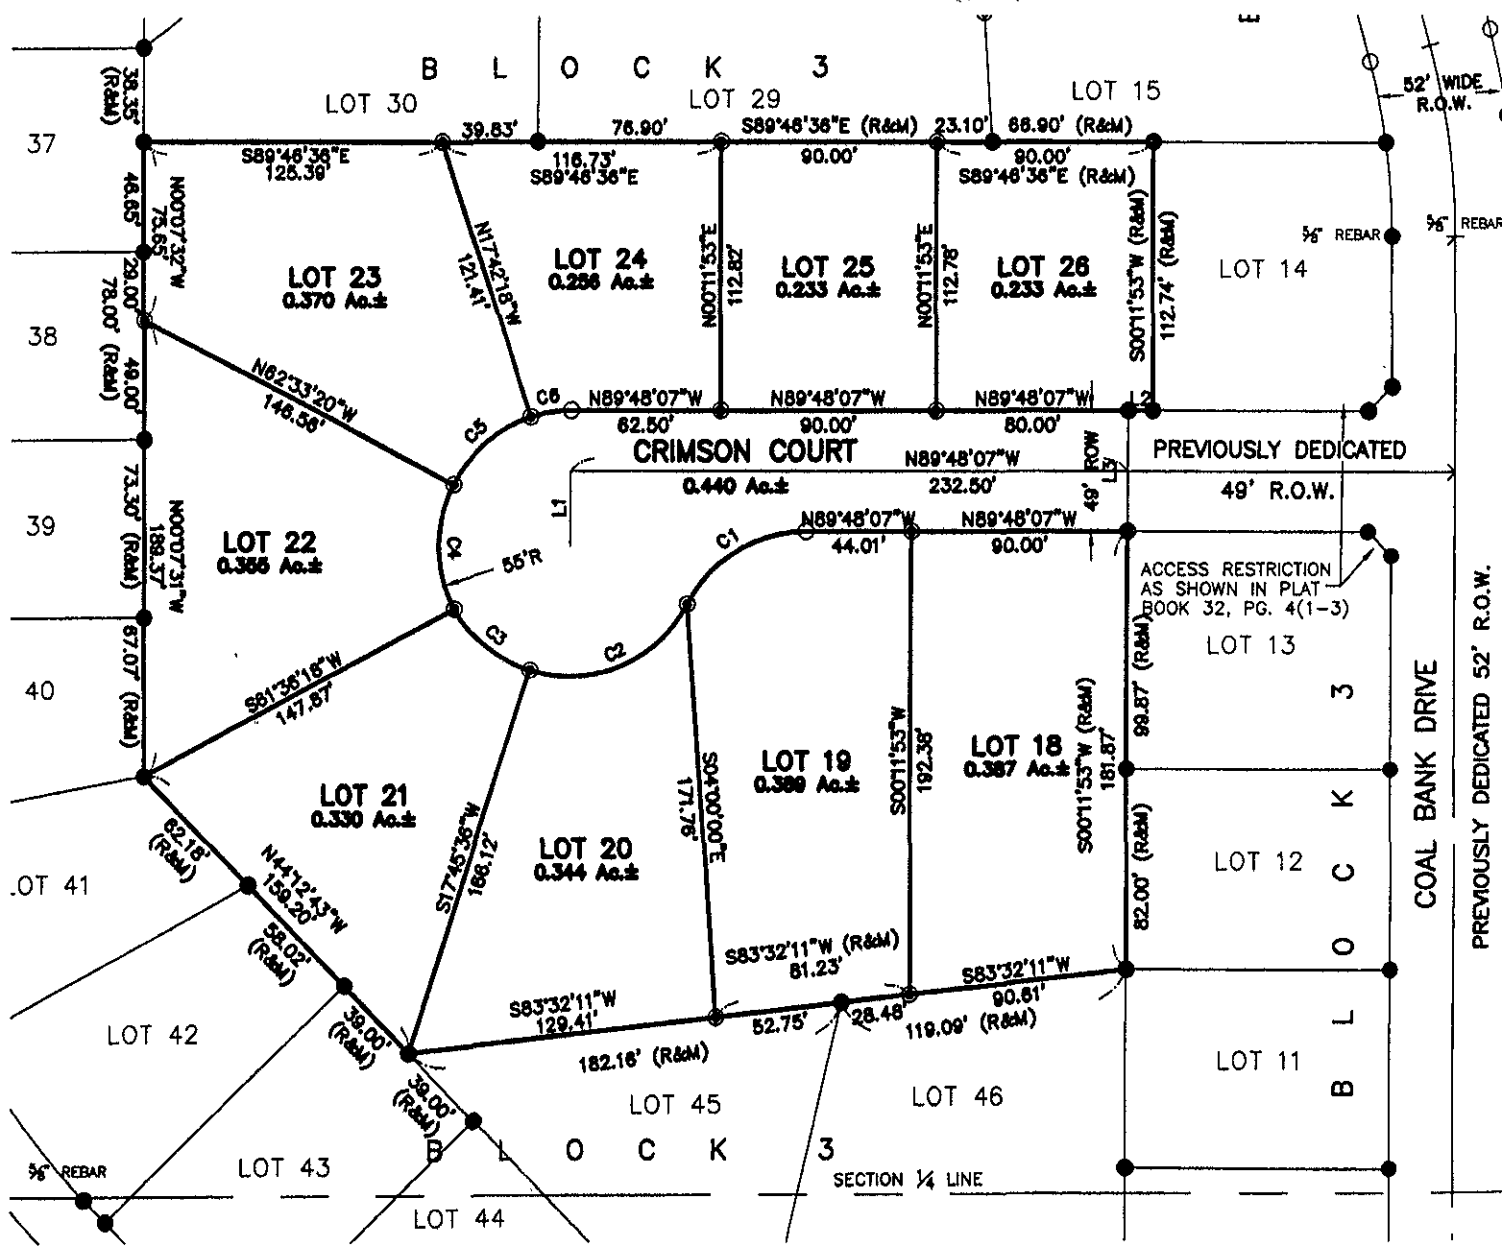 B L O C K 3
LOT 30
LOT 29
LOT 15
52' WIDE
R.O.W.
38.35'
(R&M)
37
39.83'
76.90'
S89°46'36"E (R&M)
23.10'
66.90' (R&M)
S89°46'36"E
125.39'
116.73'
S89°46'36"E
90.00'
90.00'
S89°46'36"E (R&M)
46.65'
N00°07'32"W
75.65'
29.00'
78.00' (R&M)
49.00'
38
LOT 23
0.370 Ac.±
N17°42'18"W
121.41'
LOT 24
0.256 Ac.±
N00°11'53"E
112.82'
LOT 25
0.233 Ac.±
N00°11'53"E
112.78'
LOT 26
0.233 Ac.±
S00°11'53"W (R&M)
112.74' (R&M)
LOT 14
5/8" REBAR
5/8" REBAR
N62°33'20"W
146.56'
C5
C6
N89°48'07"W
62.50'
N89°48'07"W
90.00'
N89°48'07"W
80.00'
L2
CRIMSON COURT
0.440 Ac.±
N89°48'07"W
232.50'
49' ROW
L3
PREVIOUSLY DEDICATED
49' R.O.W.
L1
39
73.30' (R&M)
N00°07'31"W
189.37'
LOT 22
0.355 Ac.±
C4
55'R
C1
N89°48'07"W
44.01'
N89°48'07"W
90.00'
ACCESS RESTRICTION
AS SHOWN IN PLAT
BOOK 32, PG. 4(1-3)
LOT 13
40
67.07' (R&M)
C3
C2
S61°36'18"W
147.87'
LOT 21
0.330 Ac.±
S17°45'36"W
166.12'
LOT 20
0.344 Ac.±
S04°00'00"E
171.76'
LOT 19
0.389 Ac.±
S00°11'53"W
192.38'
LOT 18
0.387 Ac.±
S00°11'53"W (R&M)
181.87'
99.87' (R&M)
82.00' (R&M)
LOT 12
B L O C K 3
COAL BANK DRIVE
PREVIOUSLY DEDICATED 52' R.O.W.
62.18'
(R&M)
OT 41
N44°12'43"W
159.20'
58.02'
(R&M)
39.00'
(R&M)
LOT 42
S83°32'11"W
129.41'
182.16' (R&M)
S83°32'11"W (R&M)
81.23'
52.75'
28.48'
S83°32'11"W
90.61'
119.09' (R&M)
LOT 11
39.00'
(R&M)
LOT 45
LOT 46
B L O C K 3
5/8" REBAR
LOT 43
SECTION 1/4 LINE
LOT 44